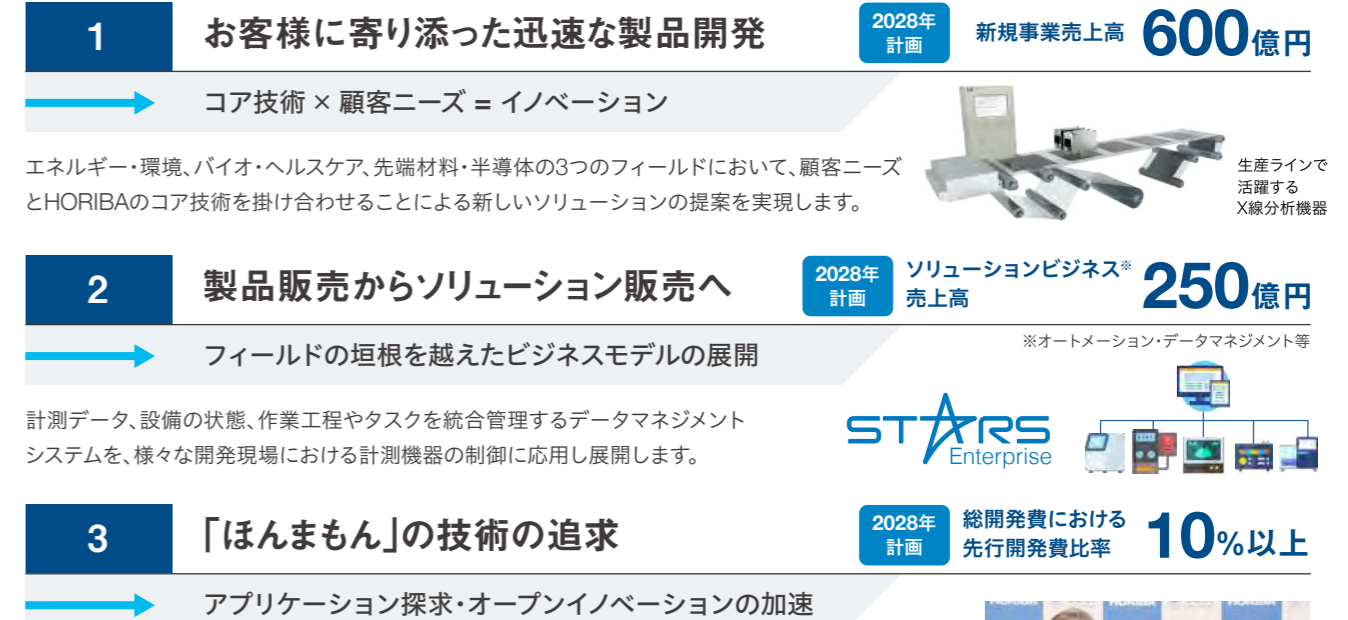 1
お客様に寄り添った迅速な製品開発
2028年
計画
新規事業売上高 600億円
コア技術 × 顧客ニーズ = イノベーション
エネルギー・環境、バイオ・ヘルスケア、先端材料・半導体の3つのフィールドにおいて、顧客ニーズ
とHORIBAのコア技術を掛け合わせることによる新しいソリューションの提案を実現します。
生産ラインで
活躍する
X線分析機器
2
製品販売からソリューション販売へ
2028年
計画
ソリューションビジネス※
売上高
250億円
※オートメーション・データマネジメント等
フィールドの垣根を越えたビジネスモデルの展開
計測データ、設備の状態、作業工程やタスクを統合管理するデータマネジメント
システムを、様々な開発現場における計測機器の制御に応用し展開します。
STARS
Enterprise
3
「ほんまもん」の技術の追求
2028年
計画
総開発費における
先行開発費比率
10%以上
アプリケーション探求・オープンイノベーションの加速